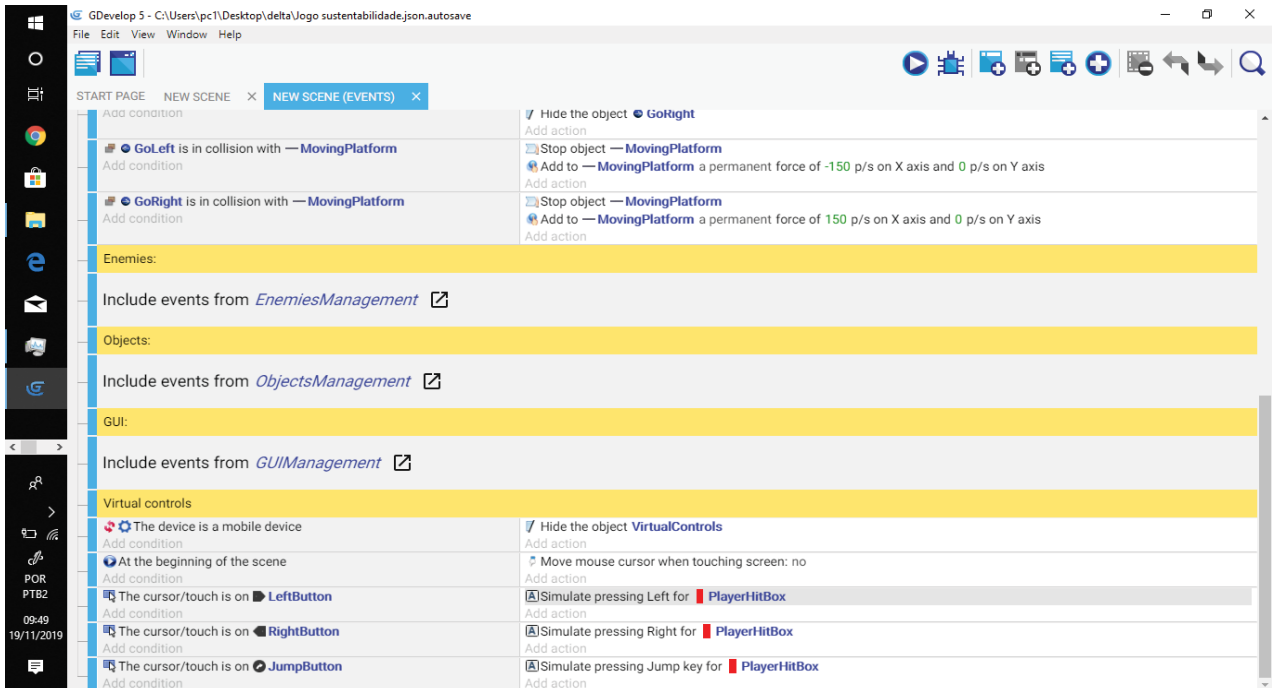 GDevelop 5 - C:\Users\pc1\Desktop\delta\Jogo sustentabilidade.json.autosave
File Edit View Window Help
START PAGE NEW SCENE × NEW SCENE (EVENTS) ×
Add condition Hide the object GoRight
Add action
GoLeft is in collision with MovingPlatform Stop object MovingPlatform
Add condition Add to MovingPlatform a permanent force of -150 p/s on X axis and 0 p/s on Y axis
Add action
GoRight is in collision with MovingPlatform Stop object MovingPlatform
Add condition Add to MovingPlatform a permanent force of 150 p/s on X axis and 0 p/s on Y axis
Add action
Enemies:
Include events from EnemiesManagement
Objects:
Include events from ObjectsManagement
GUI:
Include events from GUIManagement
Virtual controls
The device is a mobile device Hide the object VirtualControls
Add condition Add action
At the beginning of the scene Move mouse cursor when touching screen: no
Add condition Add action
The cursor/touch is on LeftButton Simulate pressing Left for PlayerHitBox
Add condition Add action
The cursor/touch is on RightButton Simulate pressing Right for PlayerHitBox
Add condition Add action
The cursor/touch is on JumpButton Simulate pressing Jump key for PlayerHitBox
Add condition Add action
POR
PTB2
09:49
19/11/2019